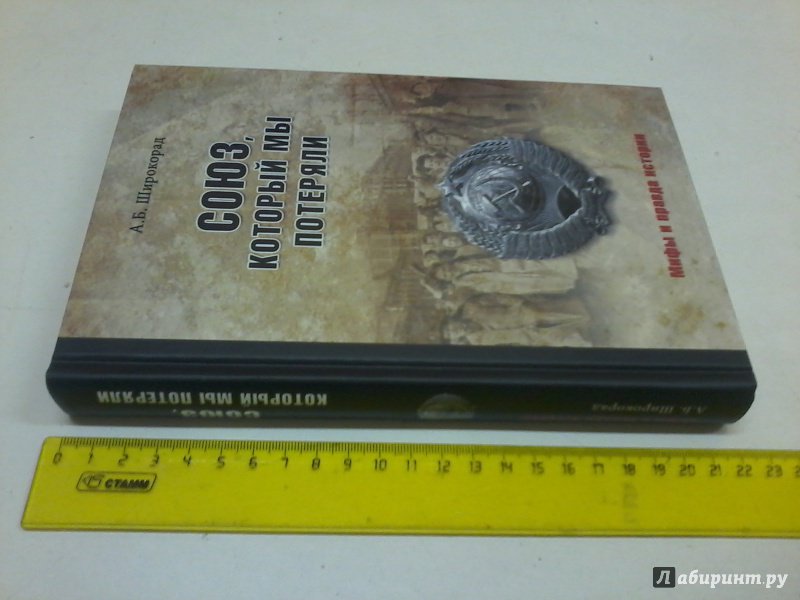 А.Б. Широкорад
СОЮЗ,
КОТОРЫЙ МЫ
ПОТЕРЯЛИ
Мифы и правда истории
СОЮЗ,
КОТОРЫЙ МЫ ПОТЕРЯЛИ
А.Б. Широкорад
0 1 2 3 4 5 6 7 8 9 10 11 12 13 14 15 16 17 18 19 20 21 22 23
СТАММ
Лабиринт.ру